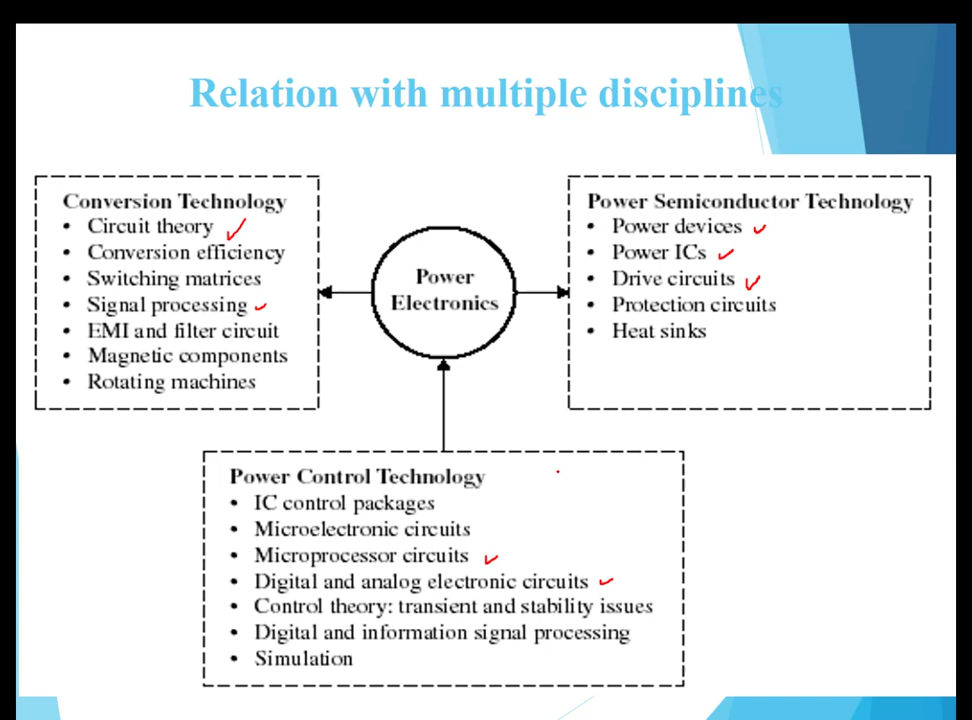 Relation with multiple disciplines
Conversion Technology
• Circuit theory
• Conversion efficiency
• Switching matrices
• Signal processing
• EMI and filter circuit
• Magnetic components
• Rotating machines
Power
Electronics
Power Semiconductor Technology
• Power devices
• Power ICs
• Drive circuits
• Protection circuits
• Heat sinks
Power Control Technology
• IC control packages
• Microelectronic circuits
• Microprocessor circuits
• Digital and analog electronic circuits
• Control theory: transient and stability issues
• Digital and information signal processing
• Simulation